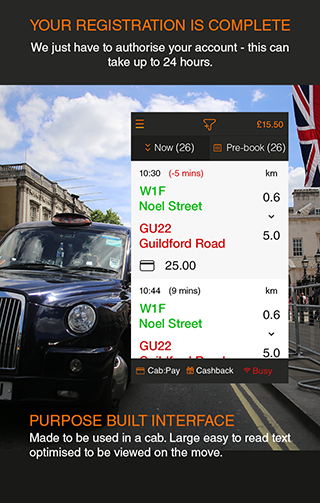 YOUR REGISTRATION IS COMPLETE
We just have to authorise your account - this can
take up to 24 hours.
£15.50
Now (26) Pre-book (26)
10:30 (-5 mins) km
W1F
Noel Street 0.6
GU22
Guildford Road 5.0
25.00
10:44 (9 mins) km
W1F
Noel Street 0.6
GU22
Guildford Road 5.0
Cab:Pay Cashback Busy
PURPOSE BUILT INTERFACE
Made to be used in a cab. Large easy to read text
optimised to be viewed on the move.